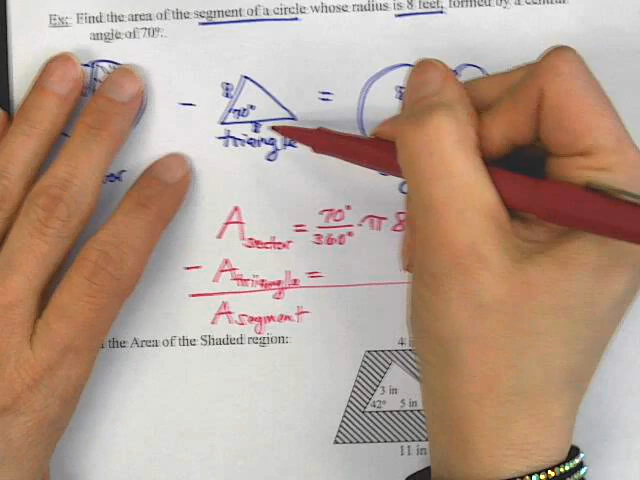 Ex: Find the area of the segment of a circle whose radius is 8 feet, formed by a central
angle of 70°.
- 8 70° 8 =
triangle
A sector = 70°/360° · π 8
- A triangle =
A segment
the Area of the Shaded region:
3 in
42° 5 in
11 in